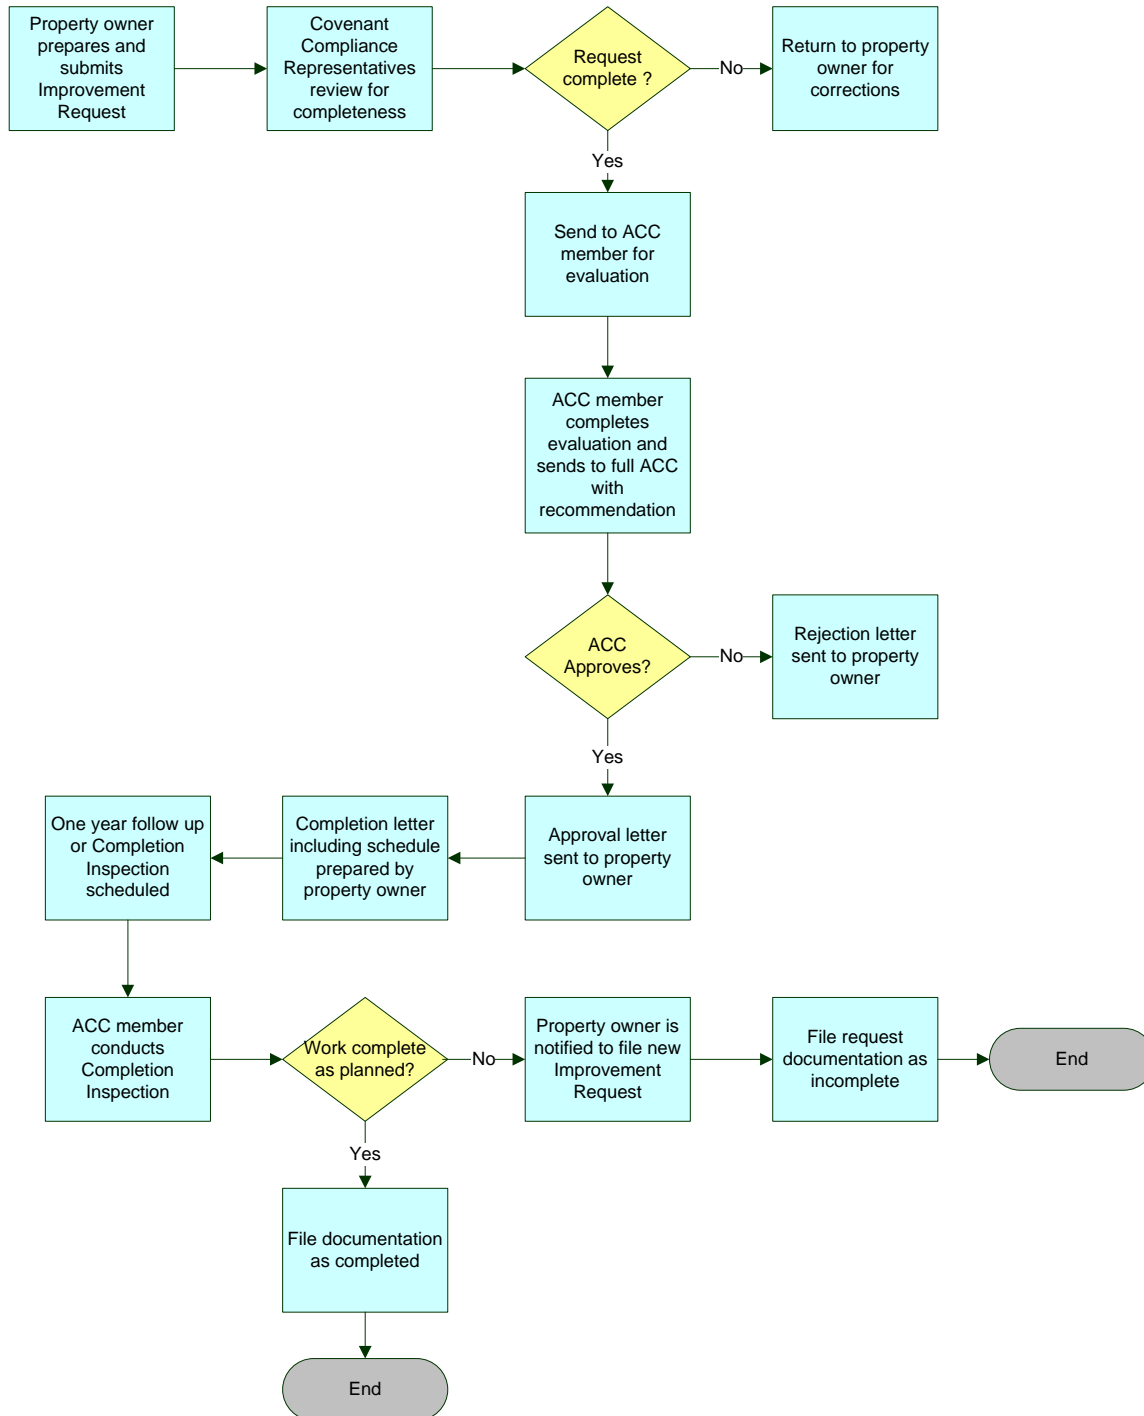 Property owner
prepares and
submits
Improvement
Request
Covenant
Compliance
Representatives
review for
completeness
Request
complete ?
No
Return to property
owner for
corrections
Yes
Send to ACC
member for
evaluation
ACC member
completes
evaluation and
sends to full ACC
with
recommendation
ACC
Approves?
No
Rejection letter
sent to property
owner
Yes
Approval letter
sent to property
owner
Completion letter
including schedule
prepared by
property owner
One year follow up
or Completion
Inspection
scheduled
ACC member
conducts
Completion
Inspection
Work complete
as planned?
No
Property owner is
notified to file new
Improvement
Request
File request
documentation as
incomplete
End
Yes
File documentation
as completed
End